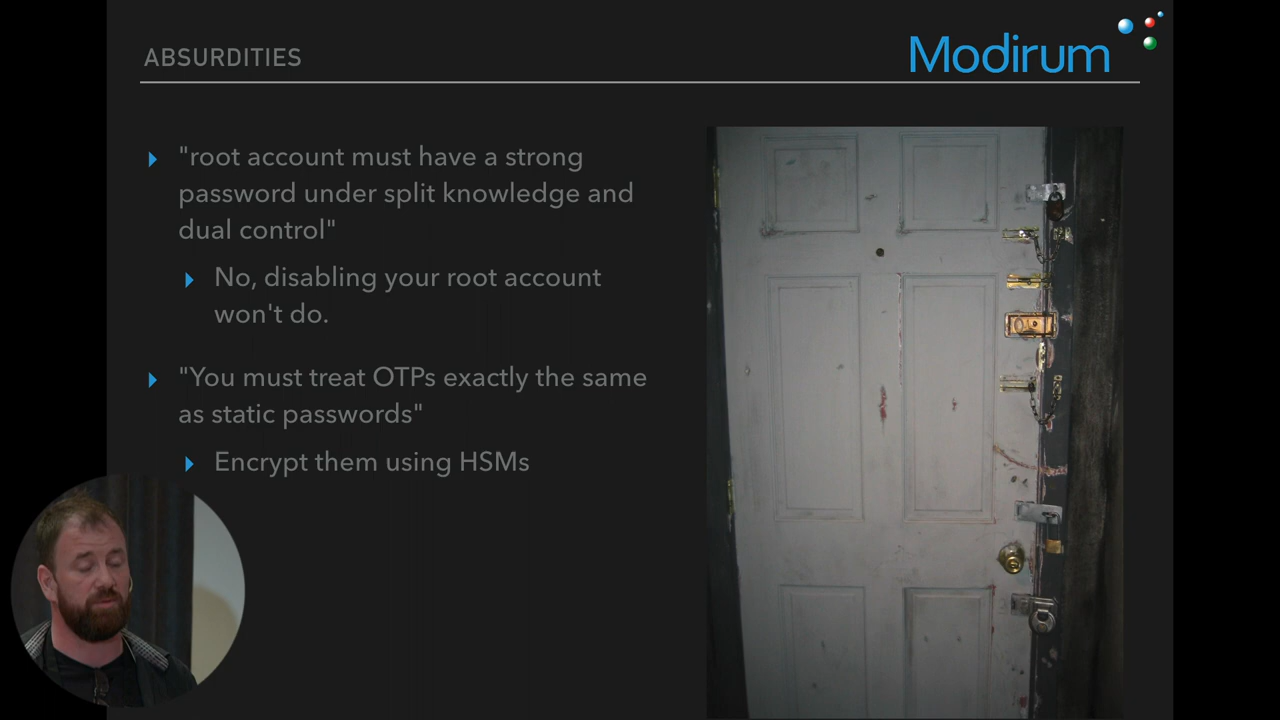 ABSURDITIES
Modirum
"root account must have a strong
password under split knowledge and
dual control"
No, disabling your root account
won't do.
"You must treat OTPs exactly the same
as static passwords"
Encrypt them using HSMs